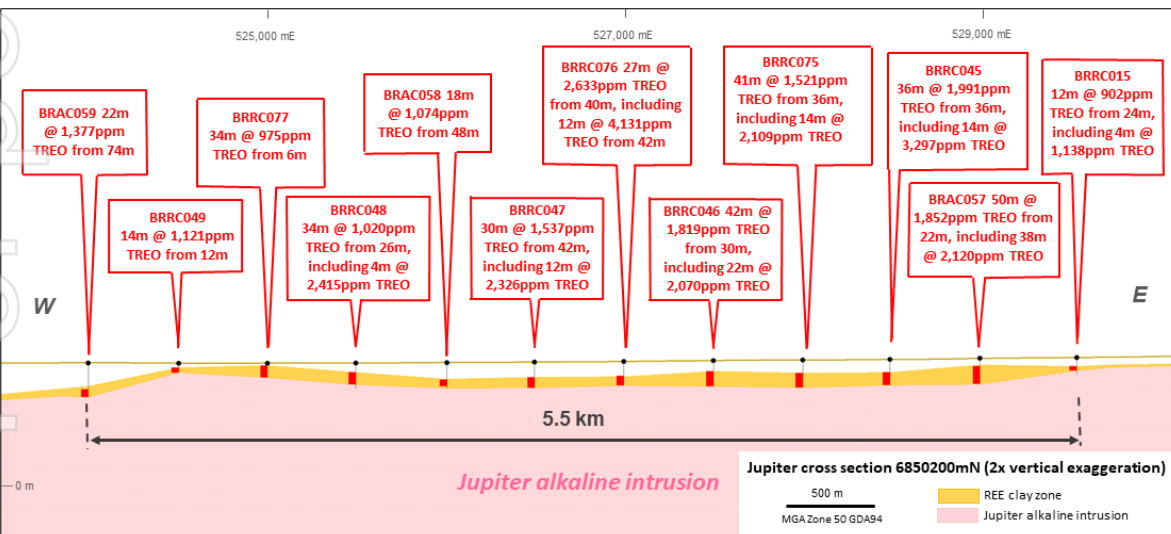 525,000 mE
527,000 mE
529,000 mE
BRAC059 22m
@ 1,377ppm
TREO from 74m
BRRC049
14m @ 1,121ppm
TREO from 12m
BRRC077
34m @ 975ppm
TREO from 6m
BRRC048
34m @ 1,020ppm
TREO from 26m,
including 4m @
2,415ppm TREO
BRAC058 18m
@ 1,074ppm
TREO from 48m
BRRC047
30m @ 1,537ppm
TREO from 42m,
including 12m @
2,326ppm TREO
BRRC076 27m @
2,633ppm TREO
from 40m, including
12m @ 4,131ppm
TREO from 42m
BRRC046 42m @
1,819ppm TREO
from 30m,
including 22m @
2,070ppm TREO
BRRC075
41m @ 1,521ppm
TREO from 36m,
including 14m @
2,109ppm TREO
BRRC045
36m @ 1,991ppm
TREO from 36m,
including 14m @
3,297ppm TREO
BRAC057 50m @
1,852ppm TREO from
22m, including 38m
@ 2,120ppm TREO
BRRC015
12m @ 902ppm
TREO from 24m,
including 4m @
1,138ppm TREO
W
E
5.5 km
0 m
Jupiter alkaline intrusion
Jupiter cross section 6850200mN (2x vertical exaggeration)
500 m
MGA Zone 50 GDA94
REE clay zone
Jupiter alkaline intrusion